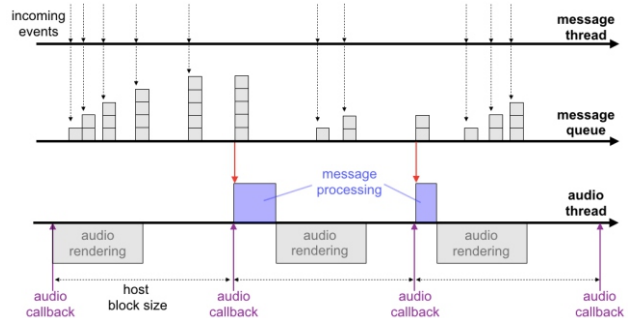 incoming
events
message
thread
message
queue
message
processing
audio
thread
audio
rendering
audio
rendering
audio
rendering
host
block size
audio
callback
audio
callback
audio
callback
audio
callback